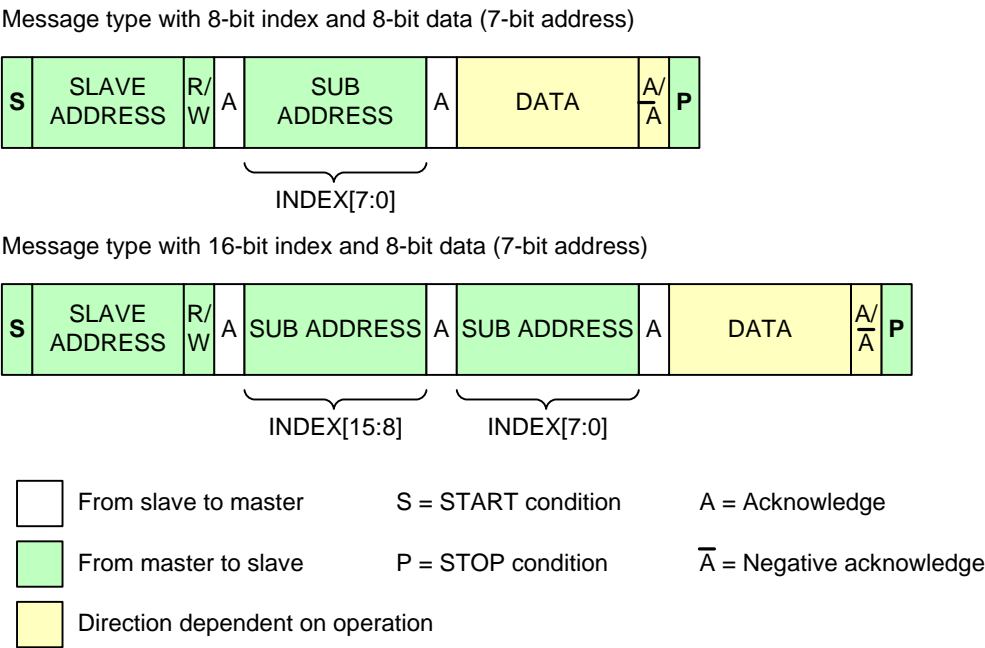 Message type with 8-bit index and 8-bit data (7-bit address)
S SLAVE ADDRESS R/W A SUB ADDRESS A DATA A/A̅ P
INDEX[7:0]
Message type with 16-bit index and 8-bit data (7-bit address)
S SLAVE ADDRESS R/W A SUB ADDRESS A SUB ADDRESS A DATA A/A̅ P
INDEX[15:8] INDEX[7:0]
From slave to master S = START condition A = Acknowledge
From master to slave P = STOP condition A̅ = Negative acknowledge
Direction dependent on operation